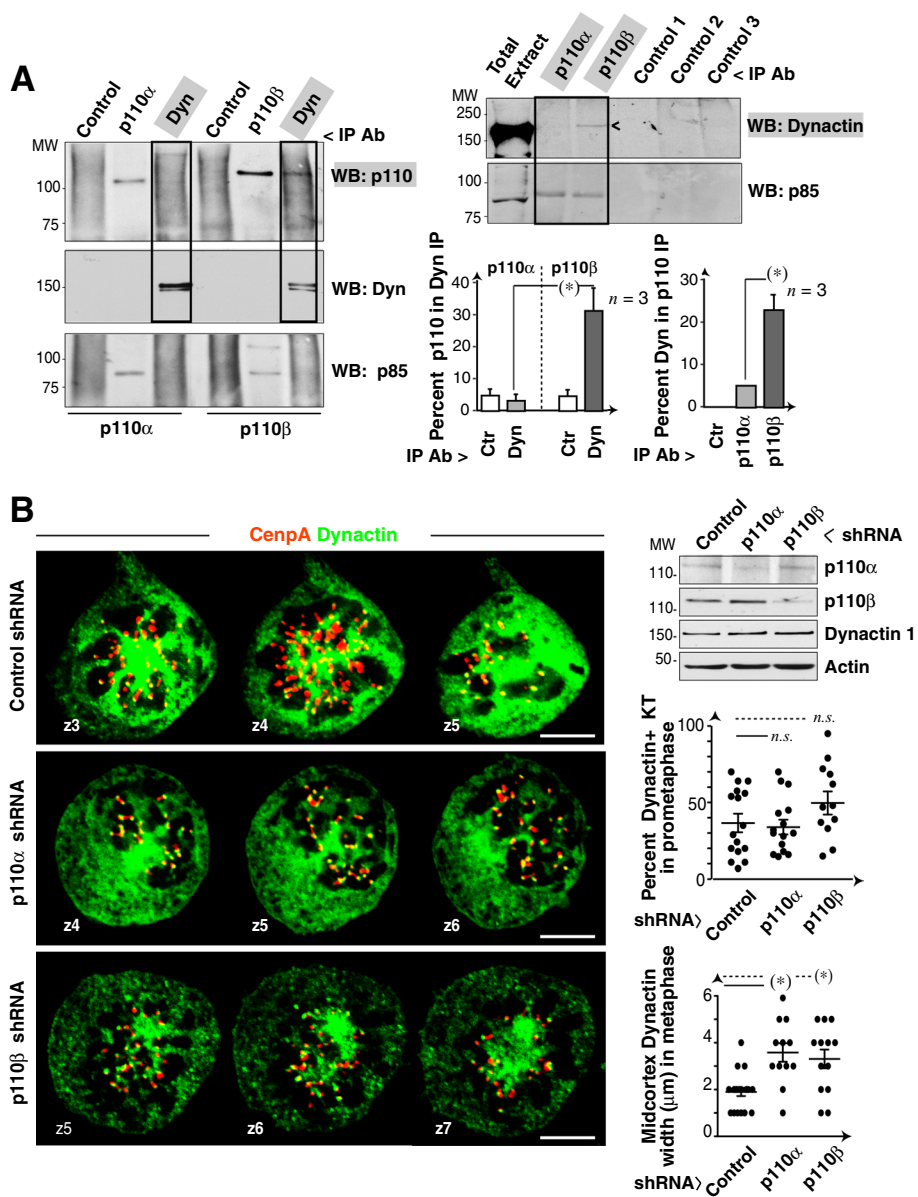 A
Control
p110α
Dyn
Control
p110β
Dyn
< IP Ab
MW
100
75
WB: p110
150
WB: Dyn
100
75
WB: p85
p110α
p110β
Total
Extract
p110α
p110β
Control 1
Control 2
Control 3
< IP Ab
MW
250
150
<
WB: Dynactin
100
75
WB: p85
Percent p110 in Dyn IP
40
30
20
10
0
p110α
p110β
(*)
n = 3
IP Ab >
Ctr
Dyn
Ctr
Dyn
Percent Dyn in p110 IP
30
20
10
0
(*)
n = 3
IP Ab >
Ctr
p110α
p110β
B
CenpA Dynactin
Control shRNA
z3
z4
z5
p110α shRNA
z4
z5
z6
p110β shRNA
z5
z6
z7
Control
p110α
p110β
< shRNA
MW
110-
p110α
110-
p110β
150-
Dynactin 1
50-
Actin
Percent Dynactin+ KT
in prometaphase
100
50
0
n.s.
n.s.
shRNA>
Control
p110α
p110β
Midcortex Dynactin
width (μm) in metaphase
6
4
2
0
(*)
(*)
shRNA>
Control
p110α
p110β